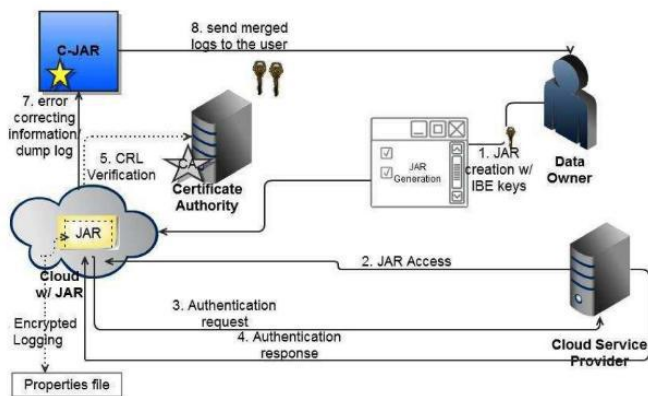 8. send merged
logs to the user
C-JAR
7. error
correcting
information/
dump log
5. CRL
Verification
CA
Certificate
Authority
JAR
Generation
1. JAR
creation w/
IBE keys
Data
Owner
JAR
Cloud
w/ JAR
2. JAR Access
3. Authentication
request
4. Authentication
response
Cloud Service
Provider
Encrypted
Logging
Properties file